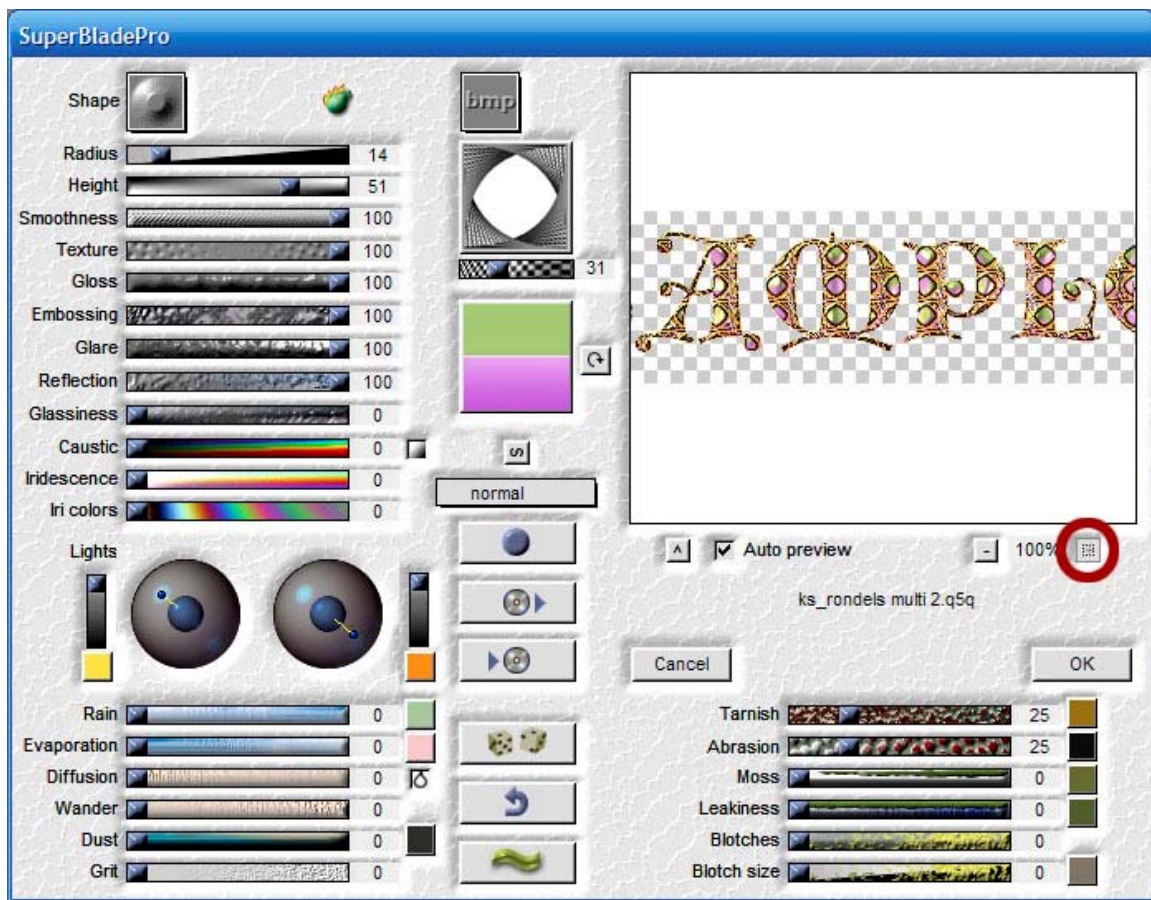 SuperBladePro
Shape
bmp
Radius 14
Height 51
Smoothness 100
Texture 100
Gloss 100
Embossing 100
Glare 100
Reflection 100
Glassiness 0
Caustic 0
Iridescence 0
Iri colors 0
31
S
normal
Lights
AMPL
^ Auto preview - 100%
ks_rondels multi 2.q5q
Cancel OK
Rain 0
Evaporation 0
Diffusion 0
Wander 0
Dust 0
Grit 0
Tarnish 25
Abrasion 25
Moss 0
Leakiness 0
Blotches 0
Blotch size 0